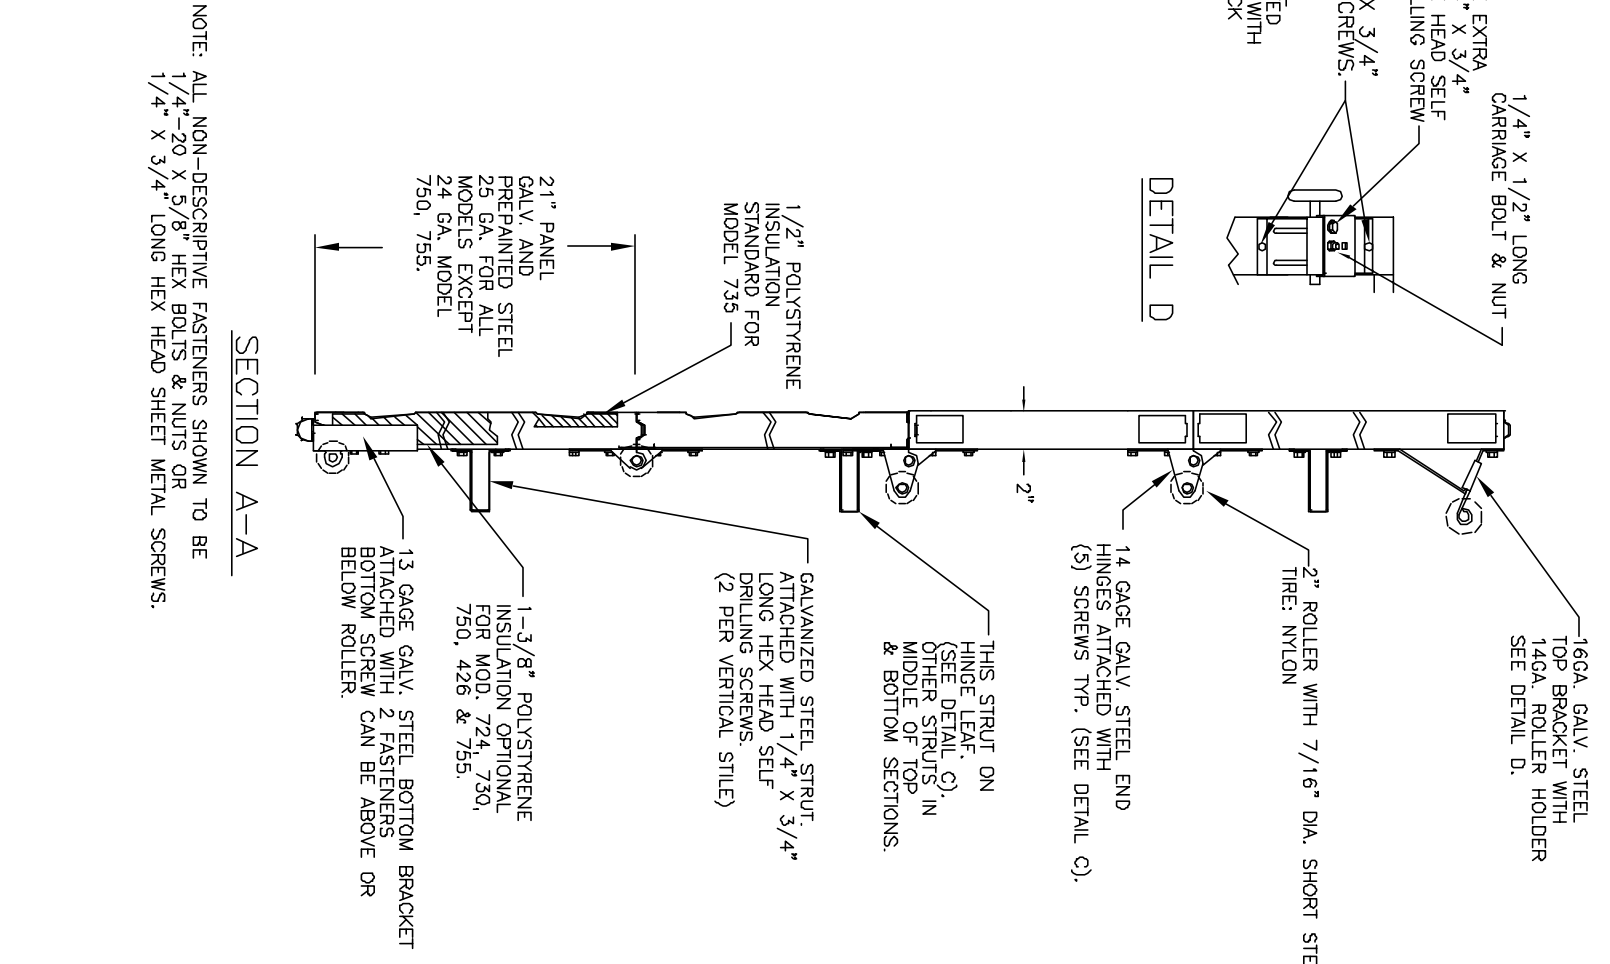 EXTRA
" X 3/4"
HEAD SELF
LLING SCREW
X 3/4"
CREWS.
ED
WITH
CK
1/4" X 1/2" LONG
CARRIAGE BOLT & NUT
DETAIL D
16GA. GALV. STEEL
TOP BRACKET WITH
14GA. ROLLER HOLDER
SEE DETAIL D.
2" ROLLER WITH 7/16" DIA. SHORT STE
TIRE: NYLON
14 GAGE GALV. STEEL END
HINGES ATTACHED WITH
(5) SCREWS TYP. (SEE DETAIL C).
2"
THIS STRUT ON
HINGE LEAF.
(SEE DETAIL C).
OTHER STRUTS IN
MIDDLE OF TOP
& BOTTOM SECTIONS.
1/2" POLYSTYRENE
INSULATION
STANDARD FOR
MODEL 735
GALVANIZED STEEL STRUT.
ATTACHED WITH 1/4" X 3/4"
LONG HEX HEAD SELF
DRILLING SCREWS.
(2 PER VERTICAL STILE)
21" PANEL
GALV. AND
PREPAINTED STEEL
25 GA. FOR ALL
MODELS EXCEPT
24 GA. MODEL
750, 755.
1-3/8" POLYSTYRENE
INSULATION OPTIONAL
FOR MOD. 724, 730,
750, 426 & 755.
13 GAGE GALV. STEEL BOTTOM BRACKET
ATTACHED WITH 2 FASTENERS
BOTTOM SCREW CAN BE ABOVE OR
BELOW ROLLER.
SECTION A-A
NOTE: ALL NON-DESCRIPTIVE FASTENERS SHOWN TO BE
1/4"-20 X 5/8" HEX BOLTS & NUTS OR
1/4" X 3/4" LONG HEX HEAD SHEET METAL SCREWS.